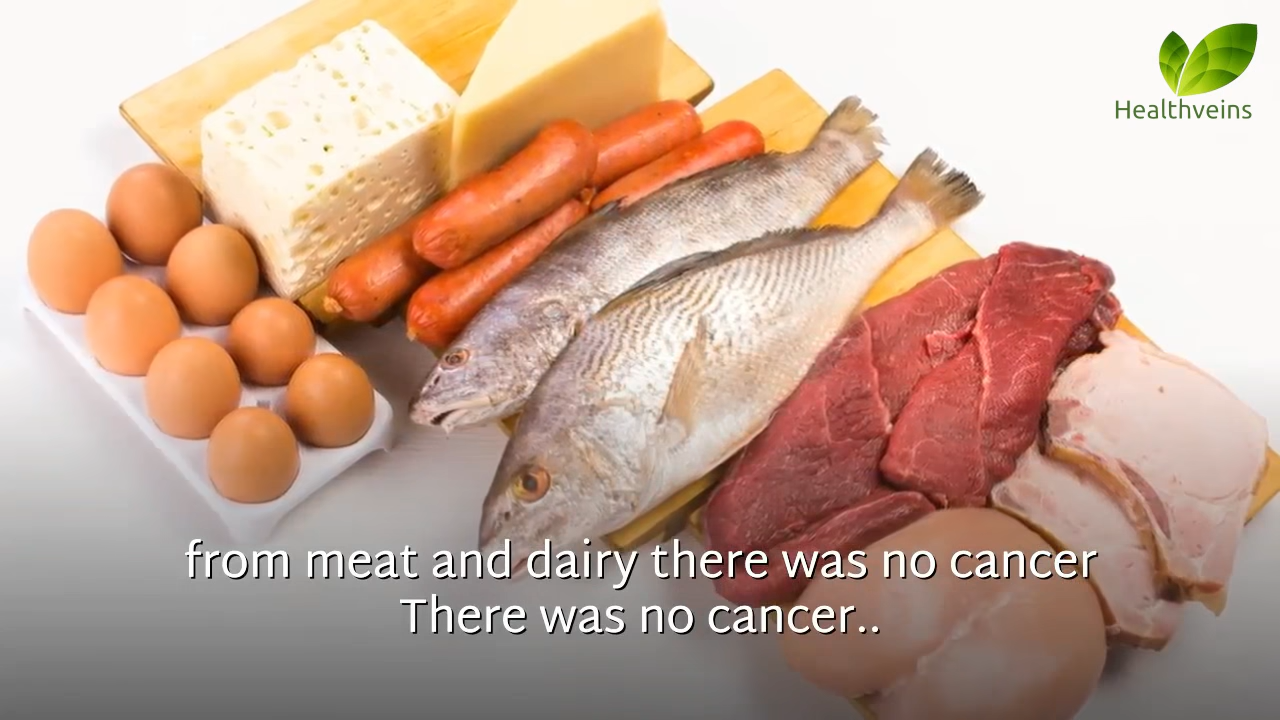 Healthveins
from meat and dairy there was no cancer
There was no cancer..